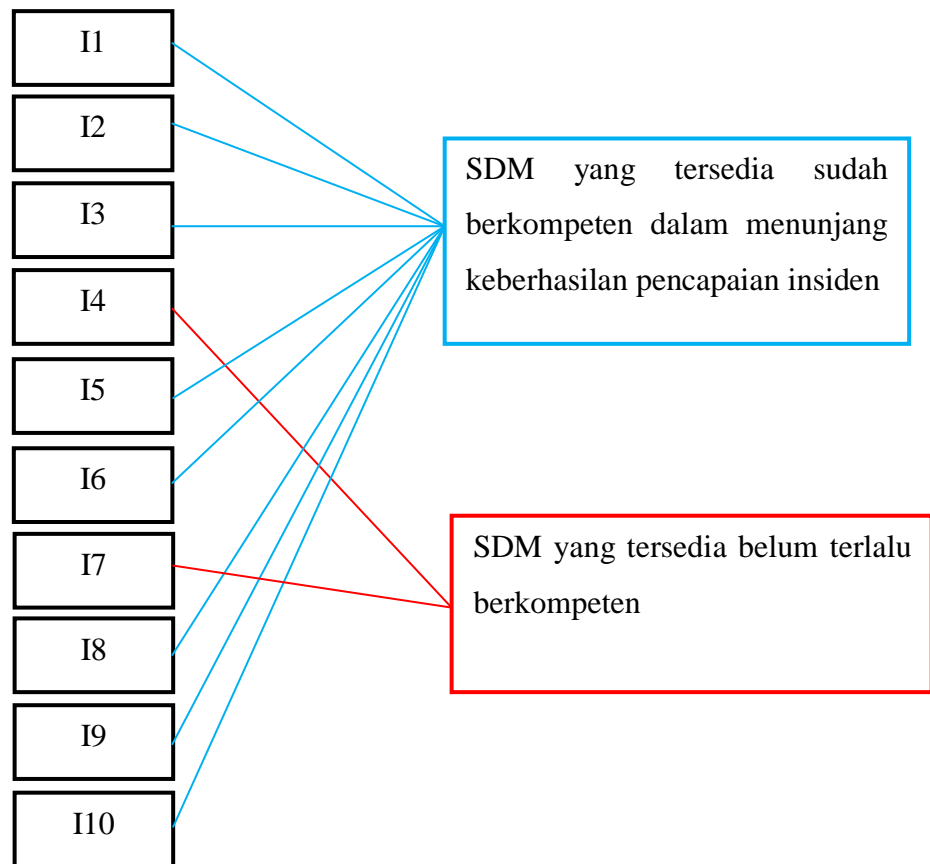 I1
I2
I3
I4
I5
I6
I7
I8
I9
I10
SDM yang tersedia sudah
berkompeten dalam menunjang
keberhasilan pencapaian insiden
SDM yang tersedia belum terlalu
berkompeten